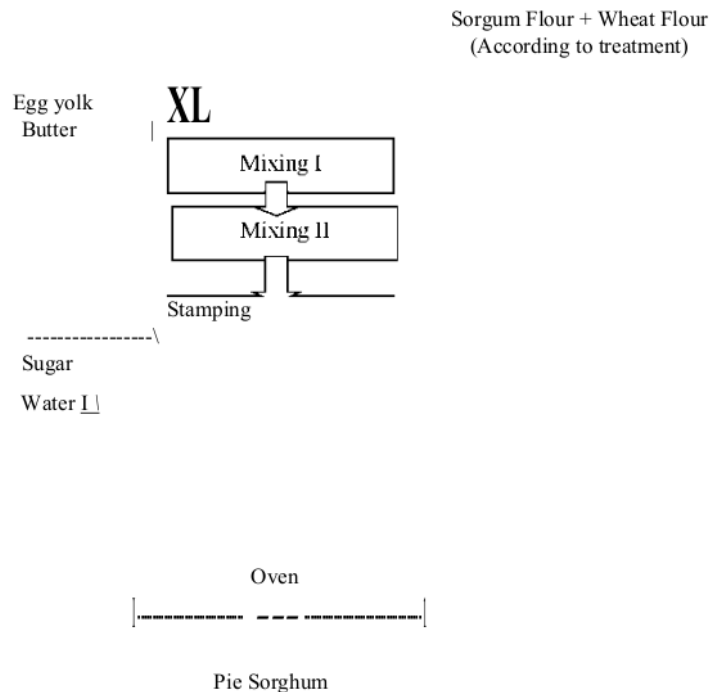 Sorgum Flour + Wheat Flour
(According to treatment)
Egg yolk
Butter
XL
Mixing I
Mixing II
Stamping
Sugar
Water I \
Oven
Pie Sorghum